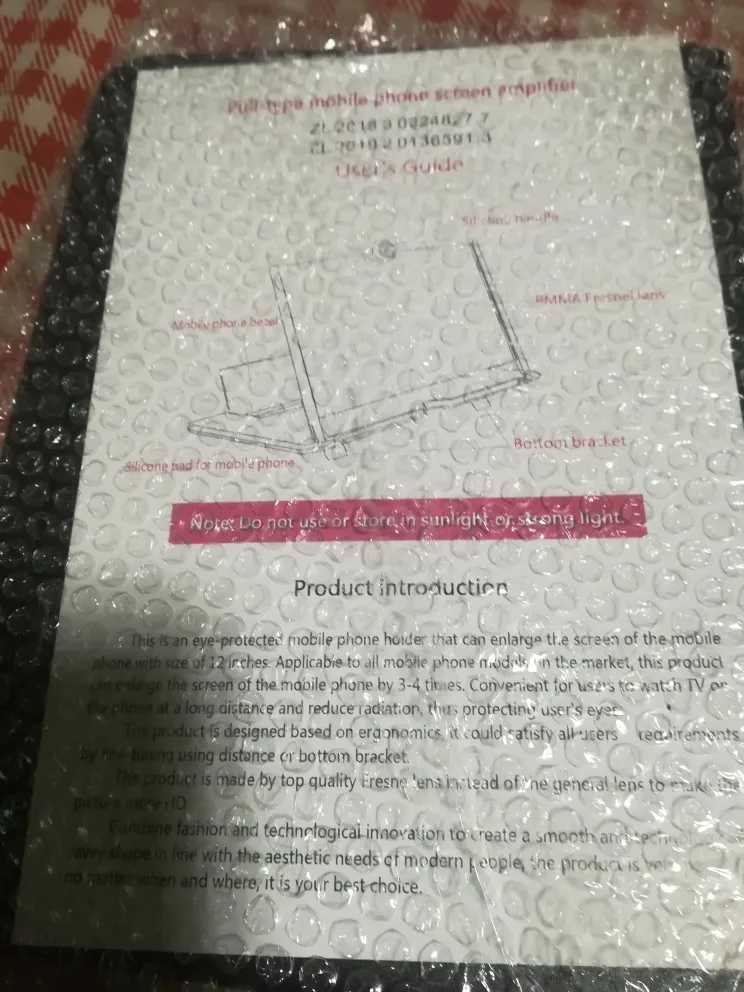 Pull-type mobile phone screen amplifier
User's Guide
Silicone handle
PMMA Fresnel lens
Mobile phone bezel
Bottom bracket
Silicone pad for mobile phone
Note: Do not use or store in sunlight or strong light.
Product introduction
This is an eye-protected mobile phone holder that can enlarge the screen of the mobile
phone with size of 12 inches. Applicable to all mobile phone models in the market, this product
can enlarge the screen of the mobile phone by 3-4 times. Convenient for users to watch TV on
the phone at a long distance and reduce radiation, thus protecting user's eyes.
The product is designed based on ergonomics, it could satisfy all users requirements
by using distance or bottom bracket.
The product is made by top quality Fresnel lens instead of the general lens to make the
picture more HD
Combine fashion and technological innovation to create a smooth and
shape in line with the aesthetic needs of modern people, the product is
no matter when and where, it is your best choice.